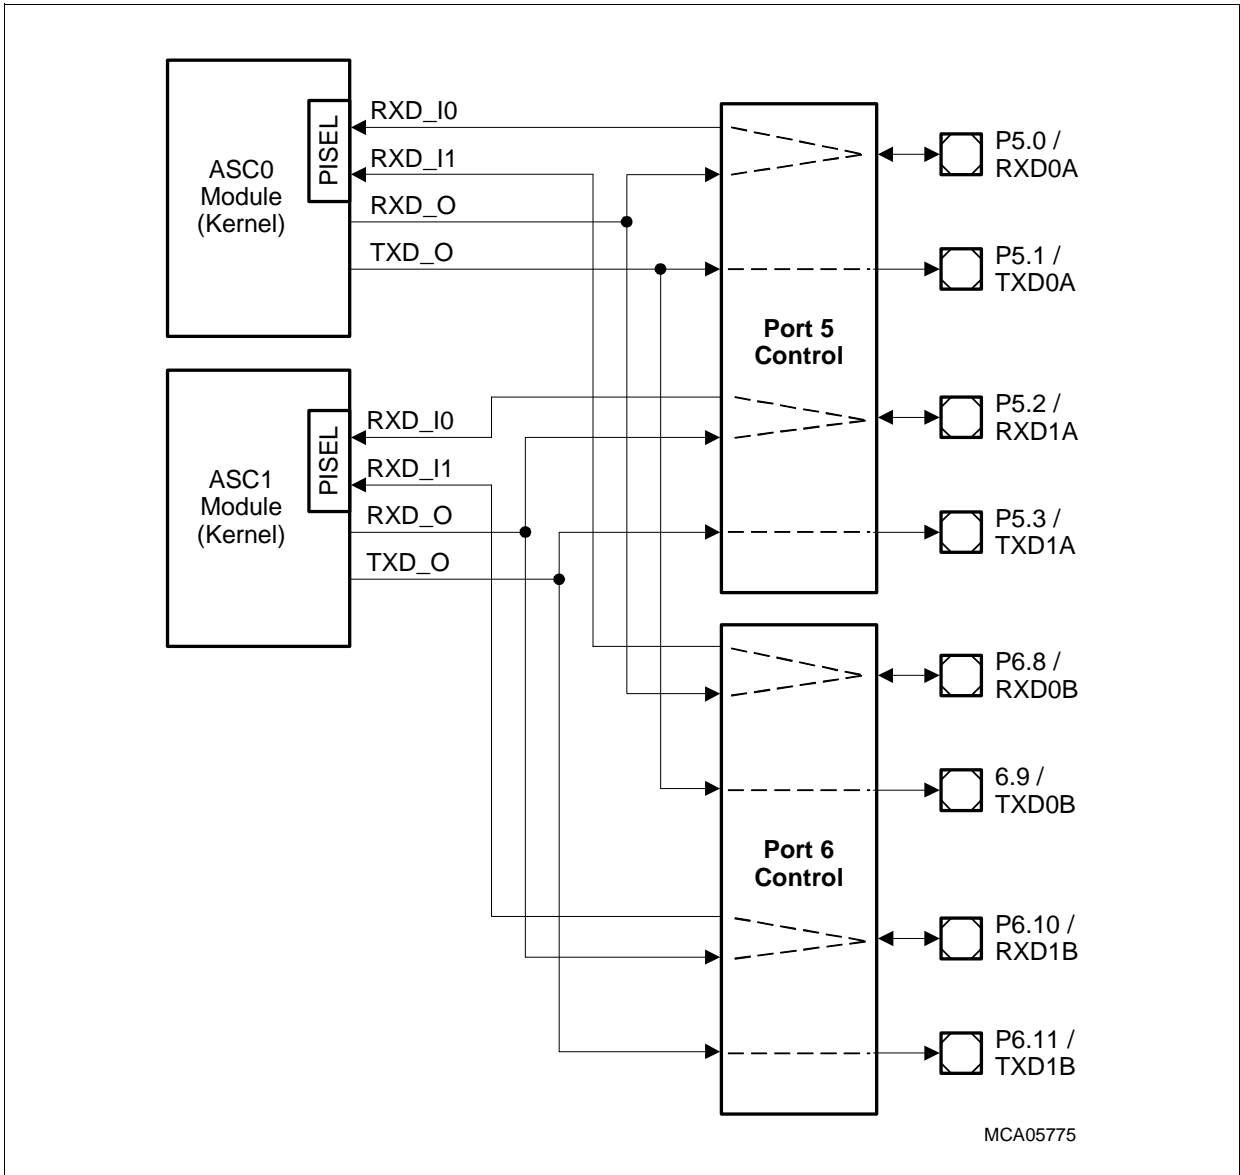 ASC0
Module
(Kernel)
PISEL
RXD_I0
RXD_I1
RXD_O
TXD_O
P5.0 /
RXD0A
P5.1 /
TXD0A
Port 5
Control
ASC1
Module
(Kernel)
PISEL
RXD_I0
RXD_I1
RXD_O
TXD_O
P5.2 /
RXD1A
P5.3 /
TXD1A
P6.8 /
RXD0B
6.9 /
TXD0B
Port 6
Control
P6.10 /
RXD1B
P6.11 /
TXD1B
MCA05775